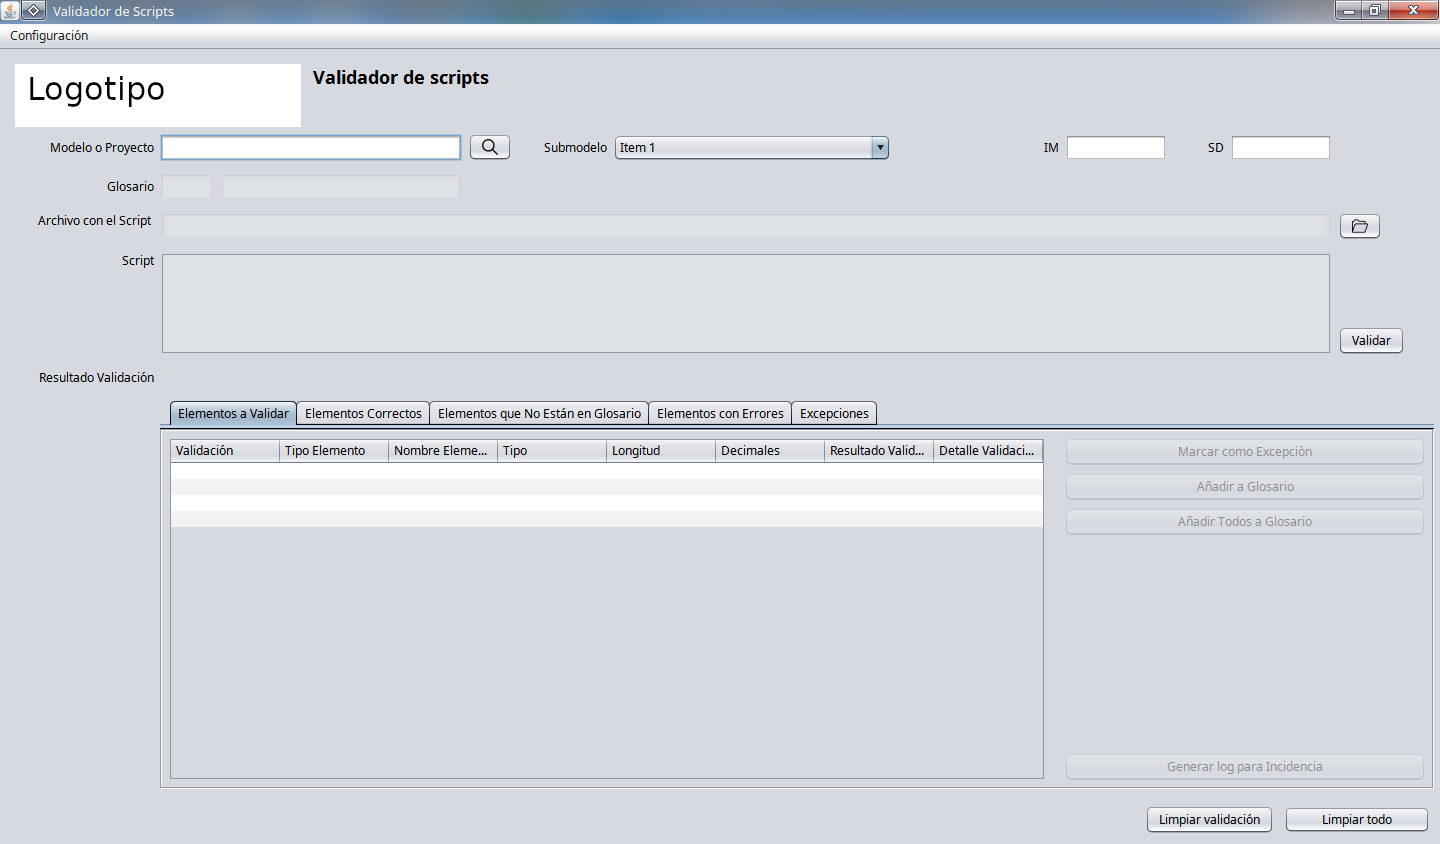 Validador de Scripts
Configuración
Logotipo
Validador de scripts
Modelo o Proyecto
Submodelo
Item 1
IM
SD
Glosario
Archivo con el Script
Script
Validar
Resultado Validación
Elementos a Validar
Elementos Correctos
Elementos que No Están en Glosario
Elementos con Errores
Excepciones
Validación
Tipo Elemento
Nombre Eleme...
Tipo
Longitud
Decimales
Resultado Valid...
Detalle Validaci...
Marcar como Excepción
Añadir a Glosario
Añadir Todos a Glosario
Generar log para Incidencia
Limpiar validación
Limpiar todo